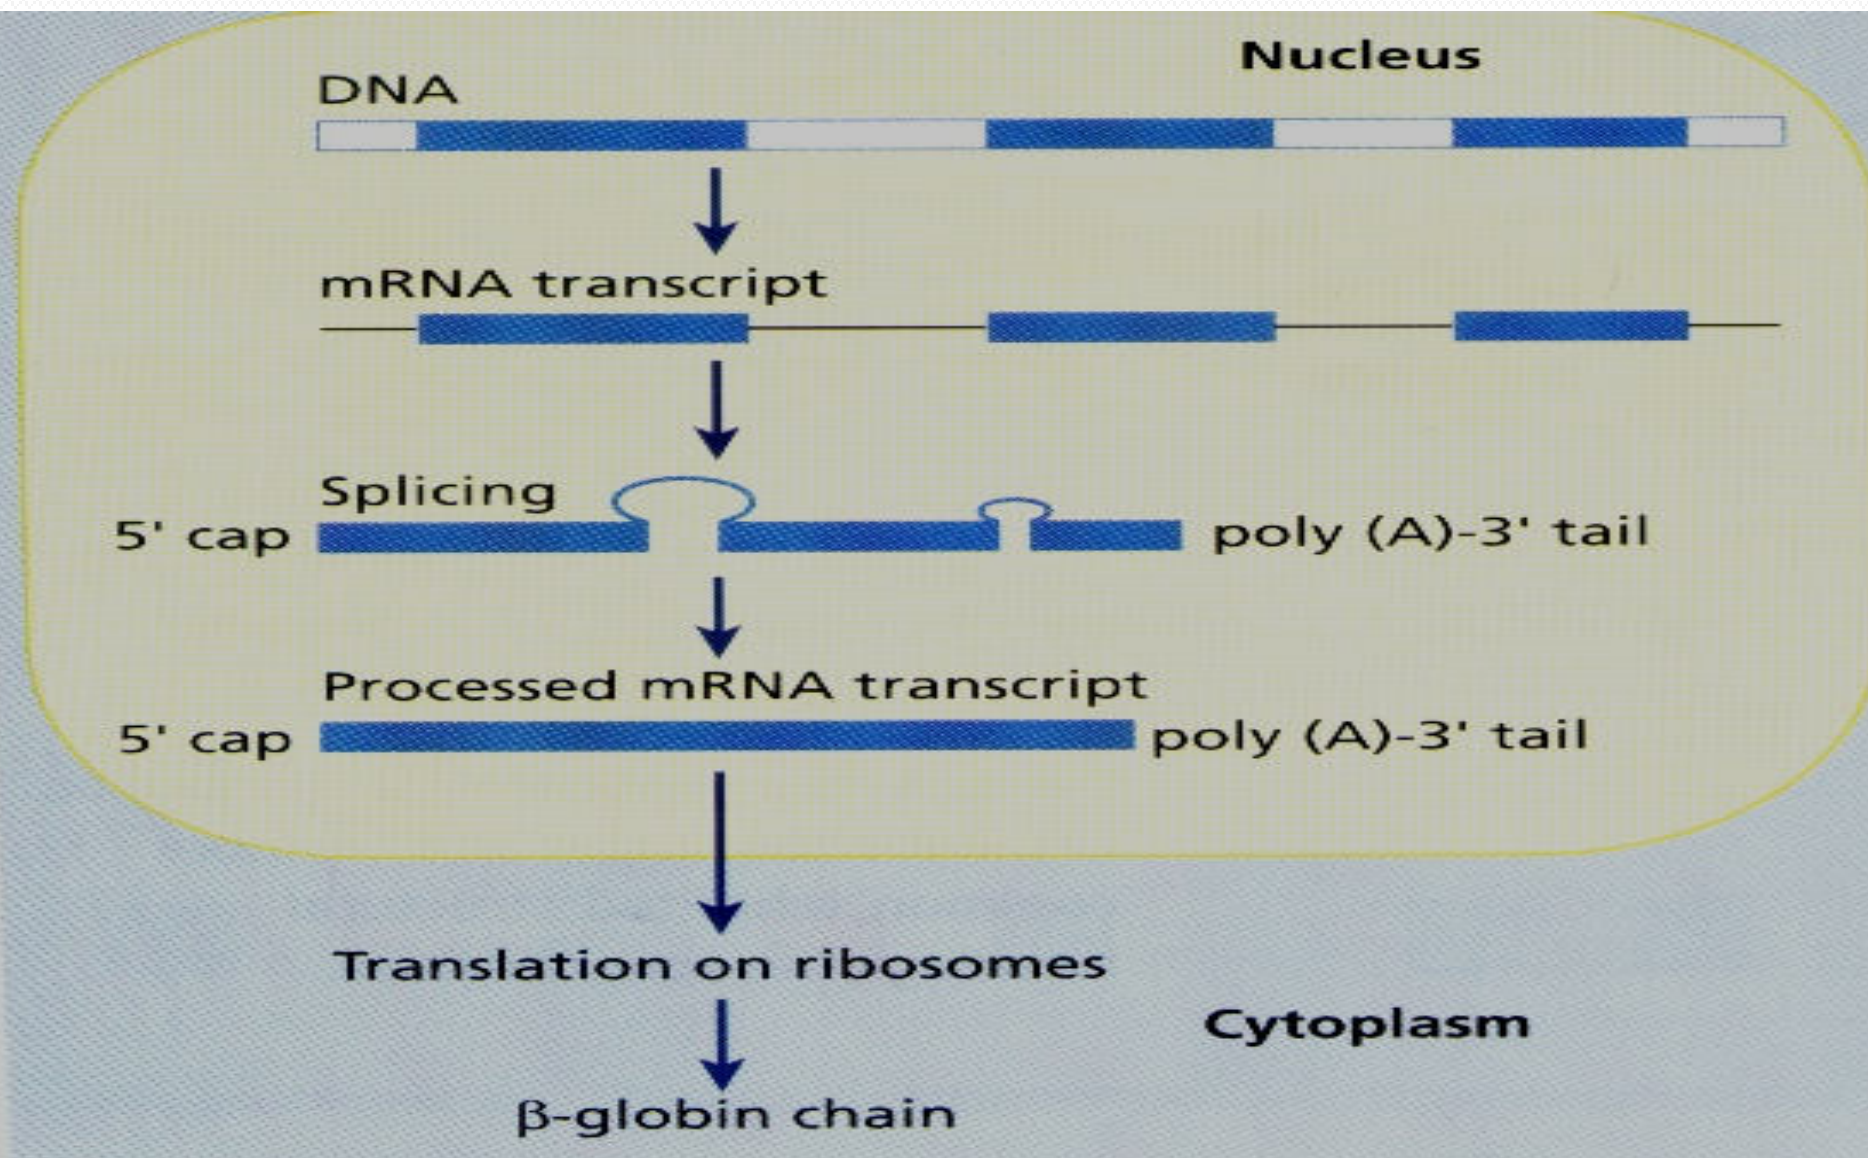 Nucleus
DNA
mRNA transcript
Splicing
5' cap
poly (A)-3' tail
Processed mRNA transcript
5' cap
poly (A)-3' tail
Translation on ribosomes
Cytoplasm
β-globin chain